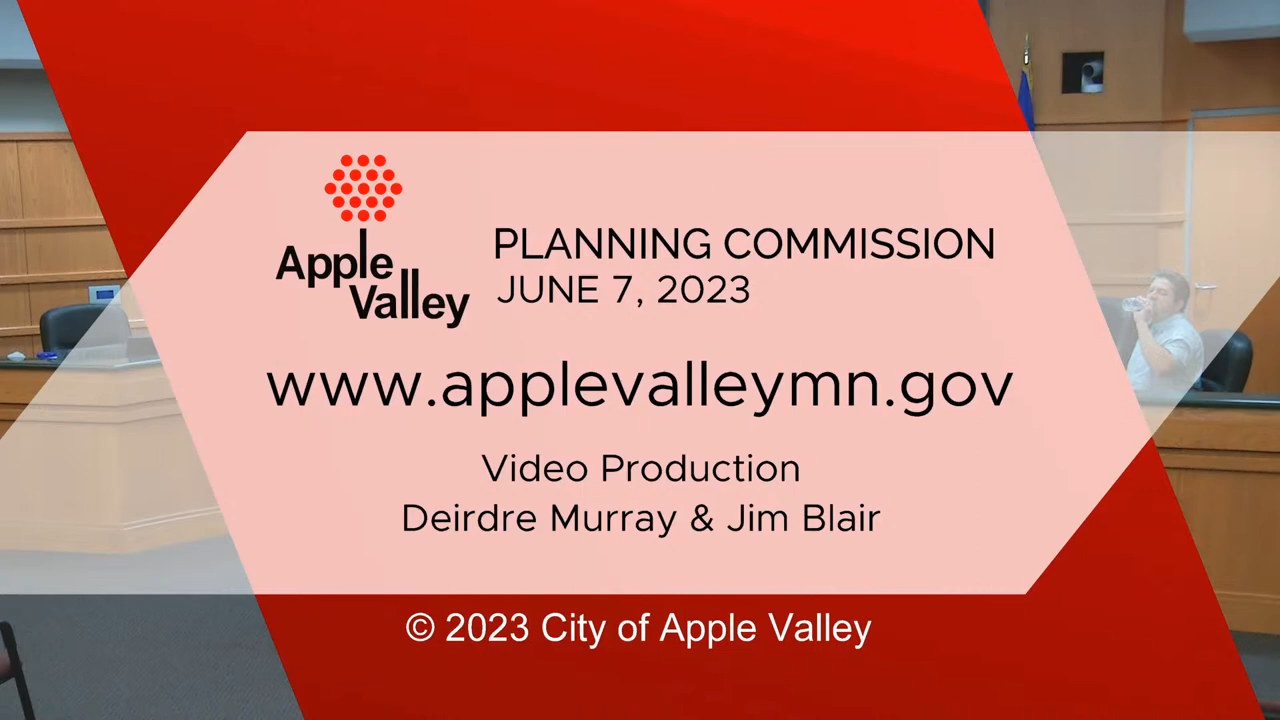 Apple
Valley
PLANNING COMMISSION
JUNE 7, 2023
www.applevalleymn.gov
Video Production
Deirdre Murray & Jim Blair
© 2023 City of Apple Valley